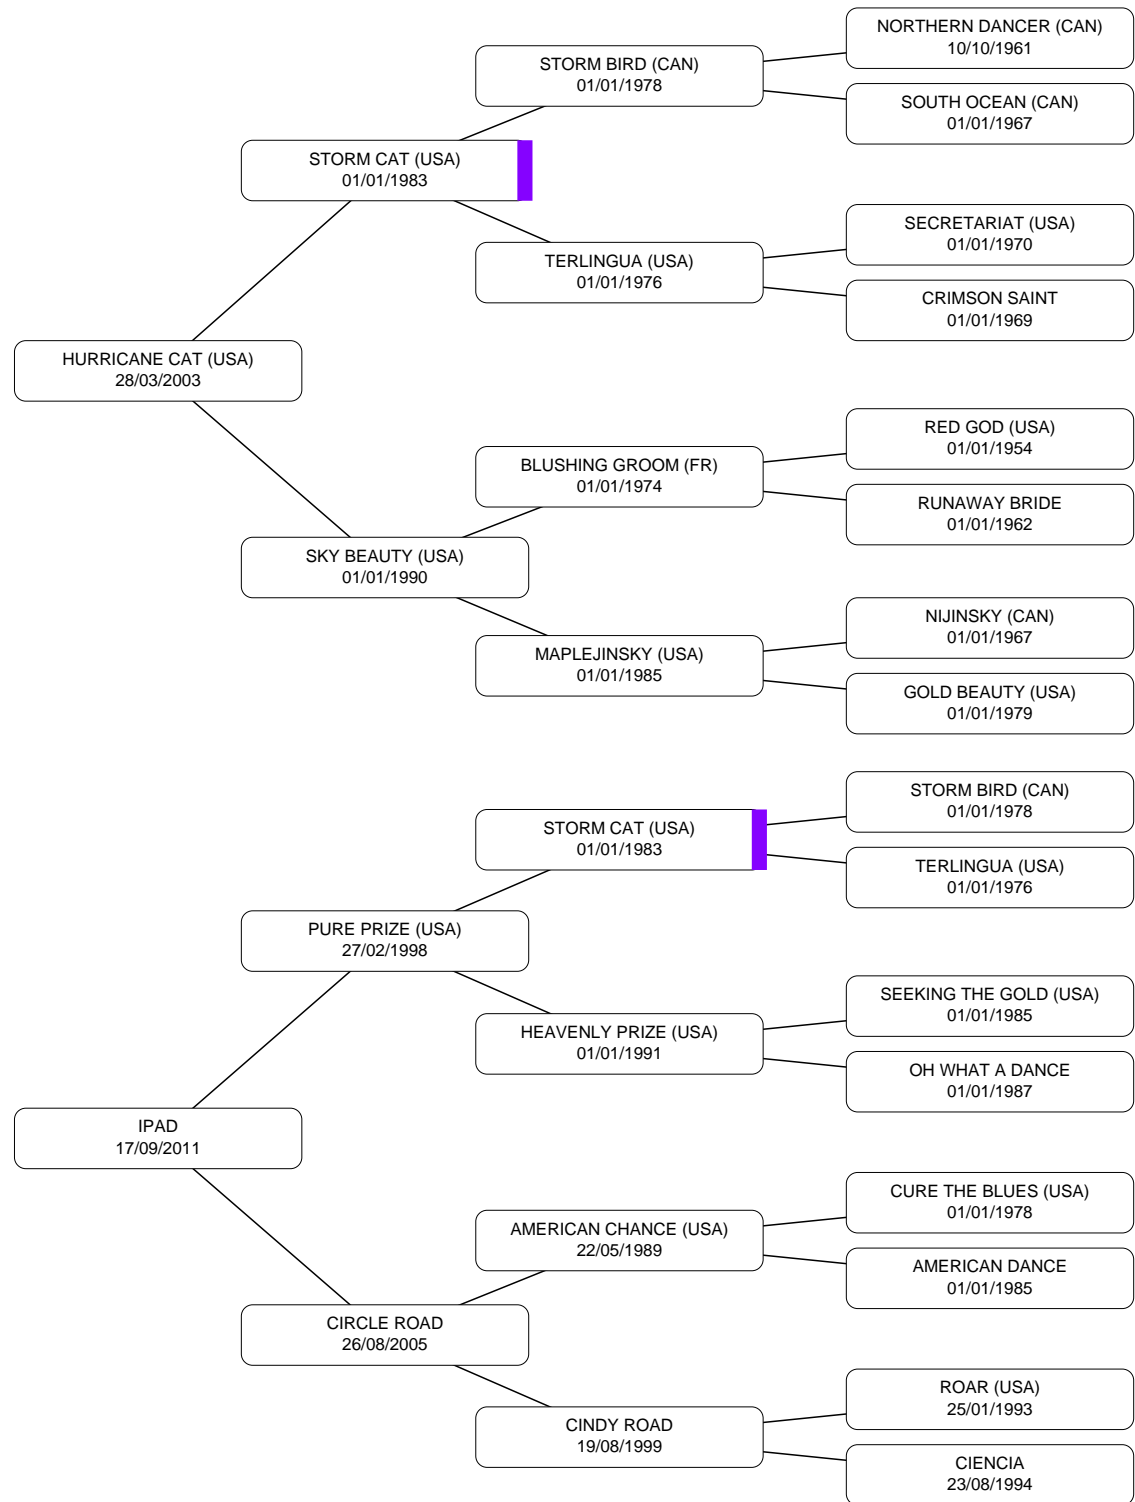 NORTHERN DANCER (CAN)
10/10/1961
STORM BIRD (CAN)
01/01/1978
SOUTH OCEAN (CAN)
01/01/1967
STORM CAT (USA)
01/01/1983
SECRETARIAT (USA)
01/01/1970
TERLINGUA (USA)
01/01/1976
CRIMSON SAINT
01/01/1969
HURRICANE CAT (USA)
28/03/2003
RED GOD (USA)
01/01/1954
BLUSHING GROOM (FR)
01/01/1974
RUNAWAY BRIDE
01/01/1962
SKY BEAUTY (USA)
01/01/1990
NIJINSKY (CAN)
01/01/1967
MAPLEJINSKY (USA)
01/01/1985
GOLD BEAUTY (USA)
01/01/1979
STORM BIRD (CAN)
01/01/1978
STORM CAT (USA)
01/01/1983
TERLINGUA (USA)
01/01/1976
PURE PRIZE (USA)
27/02/1998
SEEKING THE GOLD (USA)
01/01/1985
HEAVENLY PRIZE (USA)
01/01/1991
OH WHAT A DANCE
01/01/1987
IPAD
17/09/2011
CURE THE BLUES (USA)
01/01/1978
AMERICAN CHANCE (USA)
22/05/1989
AMERICAN DANCE
01/01/1985
CIRCLE ROAD
26/08/2005
ROAR (USA)
25/01/1993
CINDY ROAD
19/08/1999
CIENCIA
23/08/1994